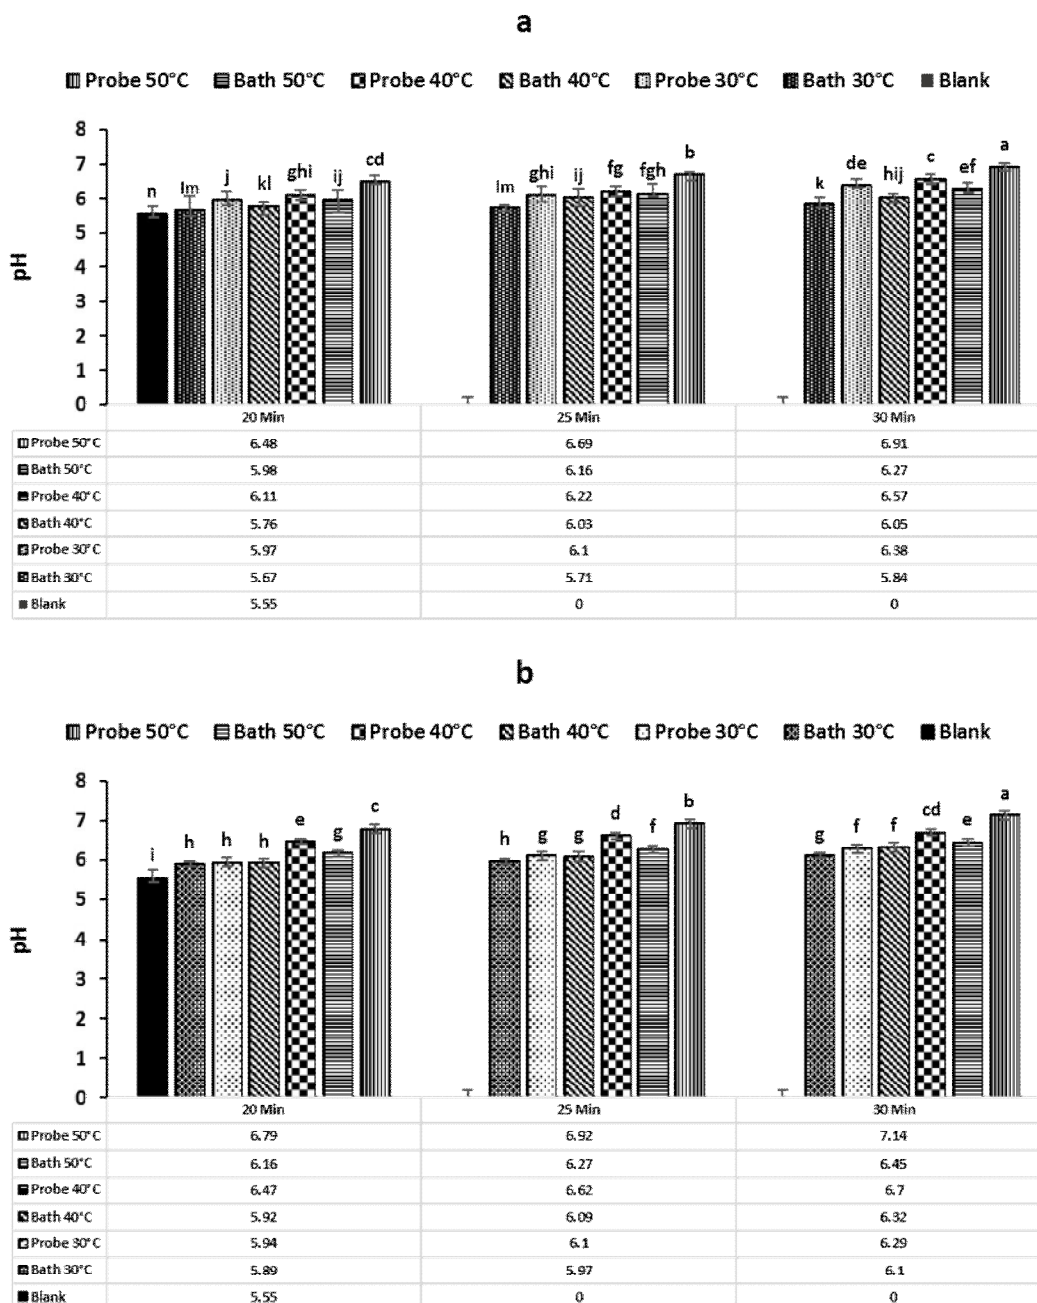 a
Probe 50°C Bath 50°C Probe 40°C Bath 40°C Probe 30°C Bath 30°C Blank
8
7
6
5
4
3
2
1
0
pH
n lm j kl ghi ij cd
lm ghi ij fg fgh b
k de hij c ef a
20 Min 25 Min 30 Min
Probe 50°C 6.48 6.69 6.91
Bath 50°C 5.98 6.16 6.27
Probe 40°C 6.11 6.22 6.57
Bath 40°C 5.76 6.03 6.05
Probe 30°C 5.97 6.1 6.38
Bath 30°C 5.67 5.71 5.84
Blank 5.55 0 0
b
Probe 50°C Bath 50°C Probe 40°C Bath 40°C Probe 30°C Bath 30°C Blank
8
7
6
5
4
3
2
1
0
pH
i h h h e g c
h g g d f b
g f f cd e a
20 Min 25 Min 30 Min
Probe 50°C 6.79 6.92 7.14
Bath 50°C 6.16 6.27 6.45
Probe 40°C 6.47 6.62 6.7
Bath 40°C 5.92 6.09 6.32
Probe 30°C 5.94 6.1 6.29
Bath 30°C 5.89 5.97 6.1
Blank 5.55 0 0